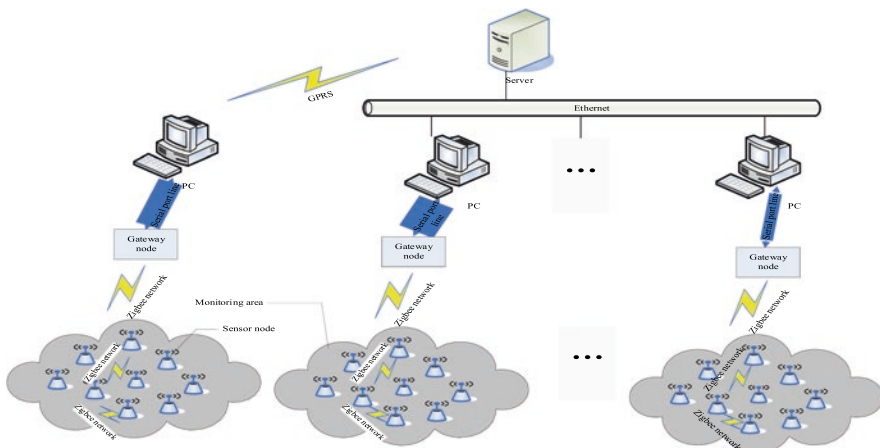 Server
GPRS
Ethernet
PC
PC
PC
Serial port line
Serial port
line
Serial port line
Gateway
node
Gateway
node
Gateway
node
Zigbee network
Zigbee network
Zigbee network
Monitoring area
Sensor node
Zigbee network
Zigbee network
Zigbee network
Zigbee network
Zigbee network
Zigbee network